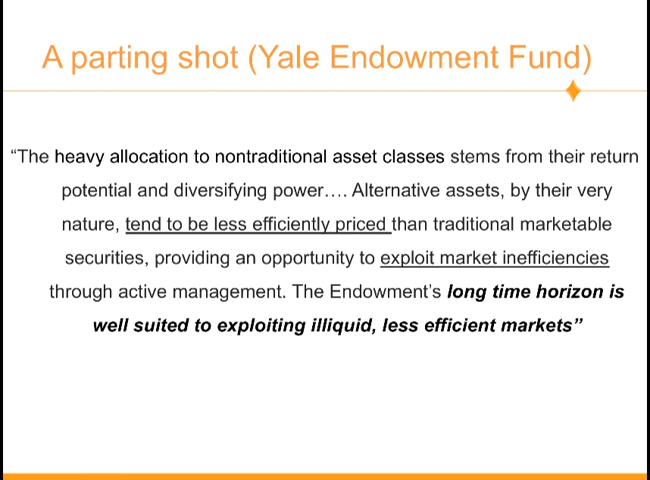 A parting shot (Yale Endowment Fund)
“The heavy allocation to nontraditional asset classes stems from their return
potential and diversifying power…. Alternative assets, by their very
nature, tend to be less efficiently priced than traditional marketable
securities, providing an opportunity to exploit market inefficiencies
through active management. The Endowment’s long time horizon is
well suited to exploiting illiquid, less efficient markets”